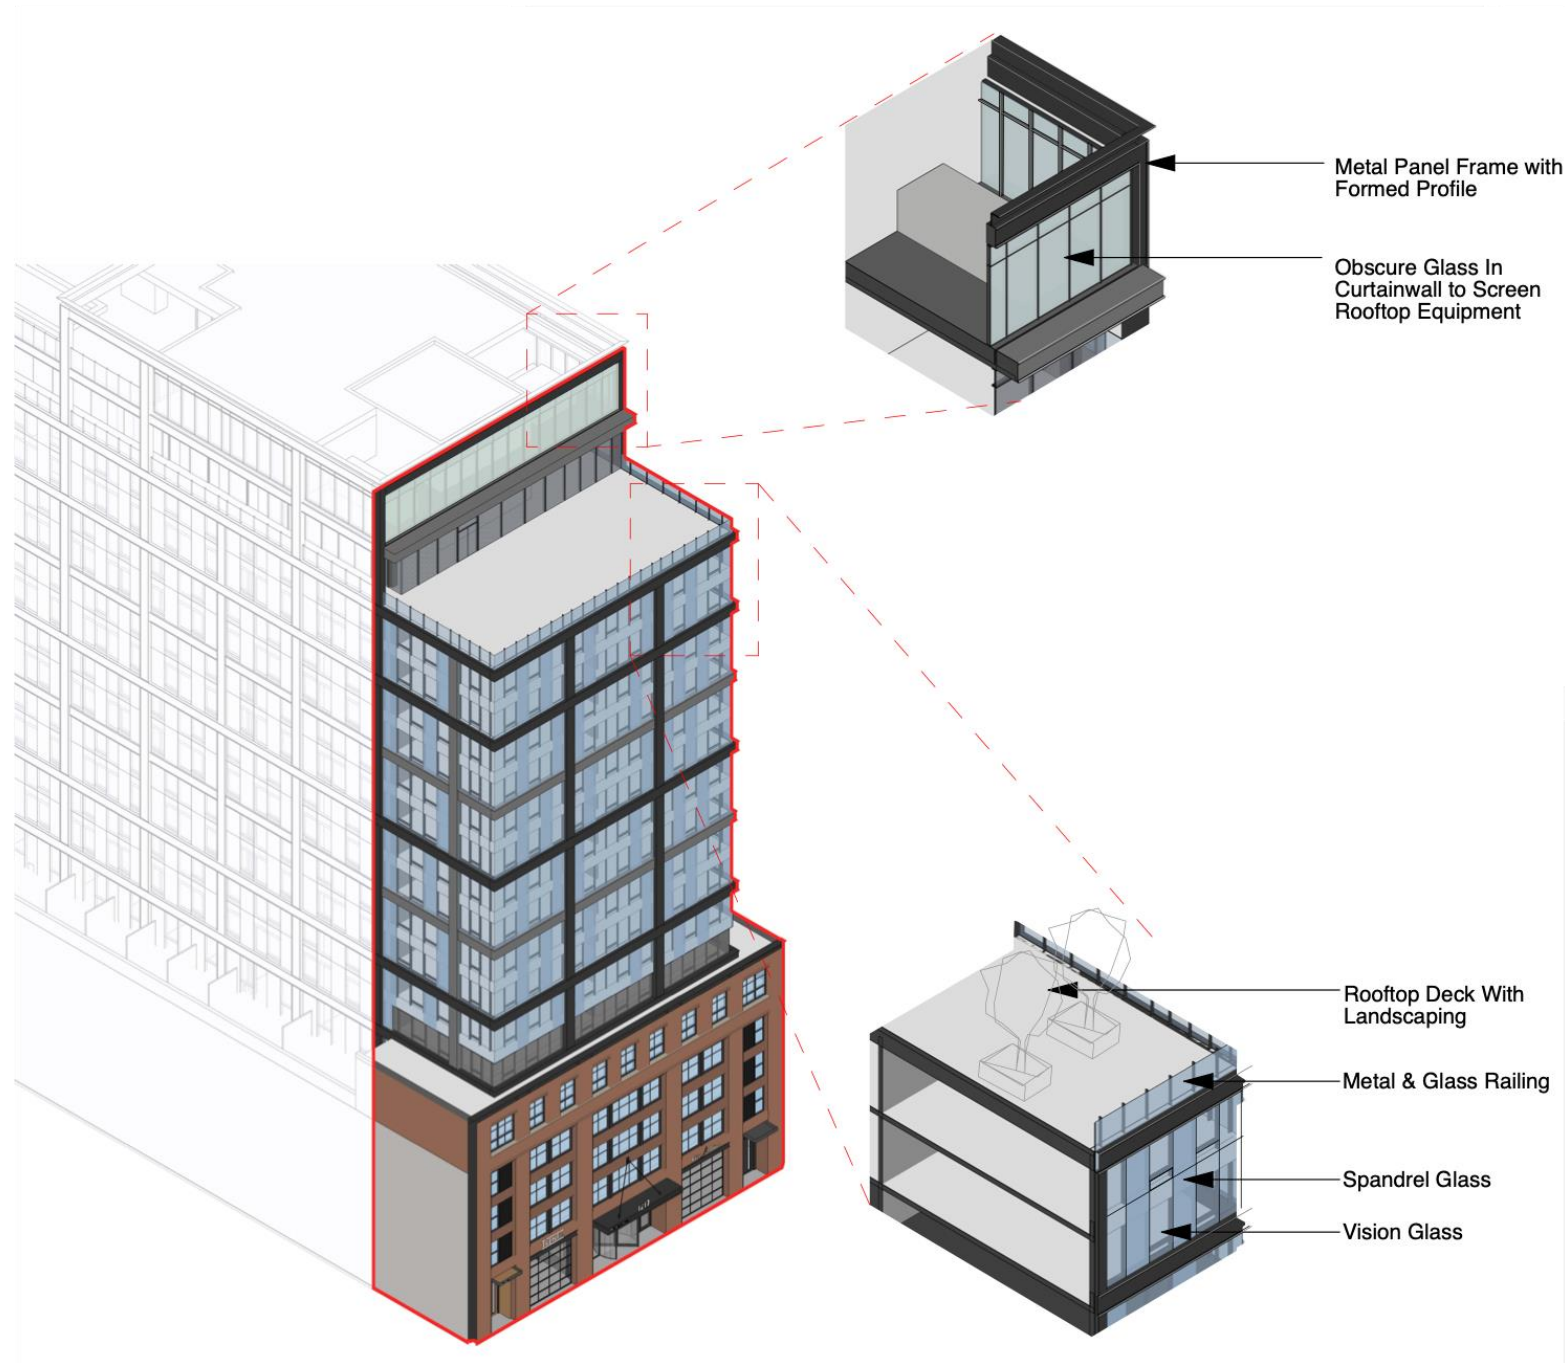 Metal Panel Frame with
Formed Profile
Obscure Glass In
Curtainwall to Screen
Rooftop Equipment
Rooftop Deck With
Landscaping
Metal & Glass Railing
Spandrel Glass
Vision Glass